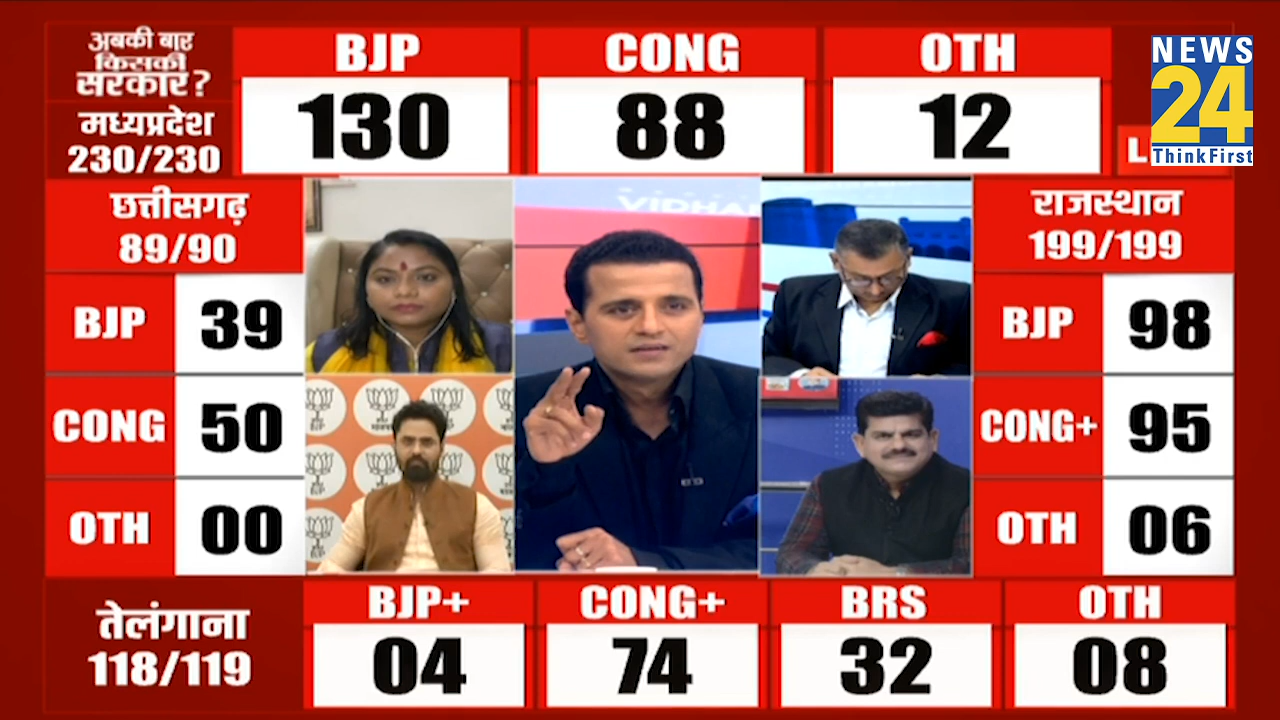 अबकी बार
किसकी
सरकार?
मध्यप्रदेश
230/230
BJP
130
CONG
88
OTH
12
NEWS
24
ThinkFirst
छत्तीसगढ़
89/90
BJP
39
CONG
50
OTH
00
राजस्थान
199/199
BJP
98
CONG+
95
OTH
06
तेलंगाना
118/119
BJP+
04
CONG+
74
BRS
32
OTH
08